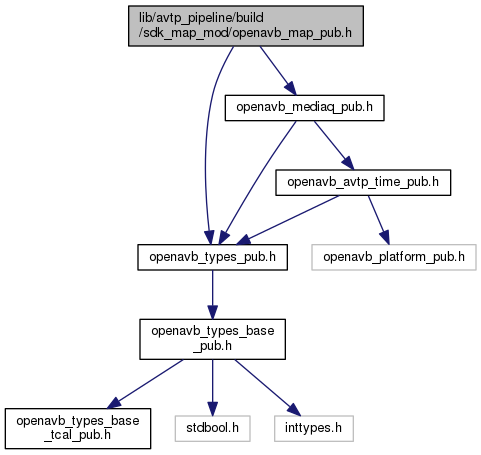 lib/avtp_pipeline/build
/sdk_map_mod/openavb_map_pub.h
openavb_mediaq_pub.h
openavb_avtp_time_pub.h
openavb_types_pub.h
openavb_platform_pub.h
openavb_types_base
_pub.h
openavb_types_base
_tcal_pub.h
stdbool.h
inttypes.h